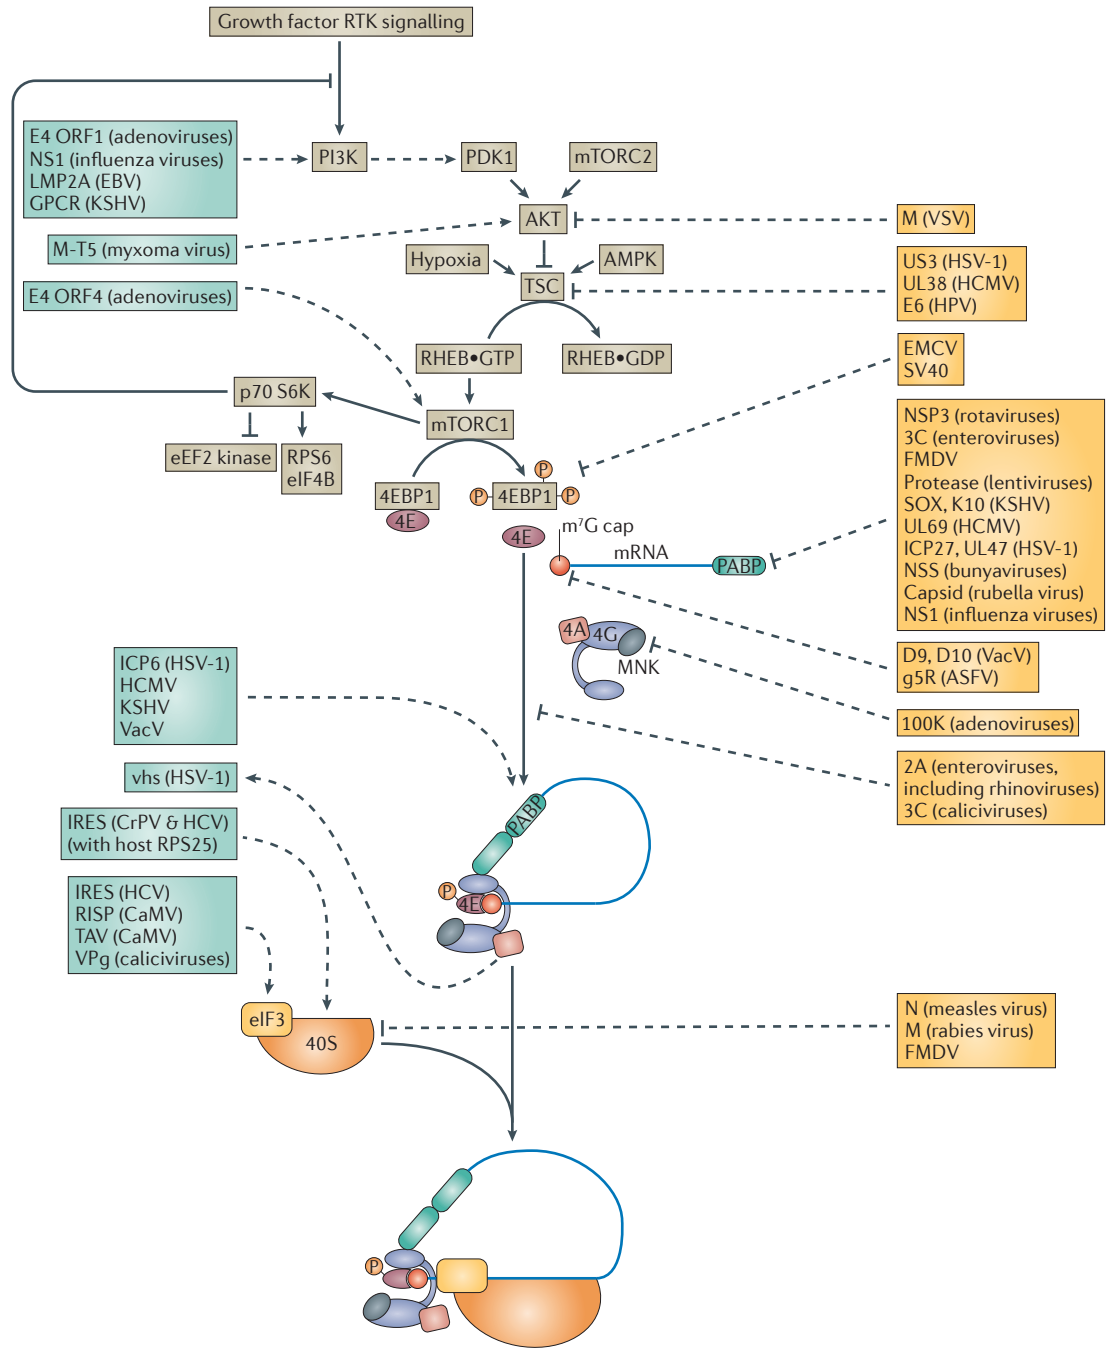 Growth factor RTK signalling
E4 ORF1 (adenoviruses)
NS1 (influenza viruses)
LMP2A (EBV)
GPCR (KSHV)
PI3K
PDK1
mTORC2
M-T5 (myxoma virus)
AKT
M (VSV)
Hypoxia
AMPK
TSC
US3 (HSV-1)
UL38 (HCMV)
E6 (HPV)
E4 ORF4 (adenoviruses)
RHEB•GTP
RHEB•GDP
EMCV
SV40
p70 S6K
mTORC1
eEF2 kinase
RPS6
eIF4B
4EBP1
4E
P
P
4EBP1
P
4E
m⁷G cap
mRNA
PABP
NSP3 (rotaviruses)
3C (enteroviruses)
FMDV
Protease (lentiviruses)
SOX, K10 (KSHV)
UL69 (HCMV)
ICP27, UL47 (HSV-1)
NSS (bunyaviruses)
Capsid (rubella virus)
NS1 (influenza viruses)
4A
4G
MNK
D9, D10 (VacV)
g5R (ASFV)
100K (adenoviruses)
ICP6 (HSV-1)
HCMV
KSHV
VacV
2A (enteroviruses,
including rhinoviruses)
3C (caliciviruses)
vhs (HSV-1)
IRES (CrPV & HCV)
(with host RPS25)
PABP
P
4E
IRES (HCV)
RISP (CaMV)
TAV (CaMV)
VPg (caliciviruses)
eIF3
40S
N (measles virus)
M (rabies virus)
FMDV
P